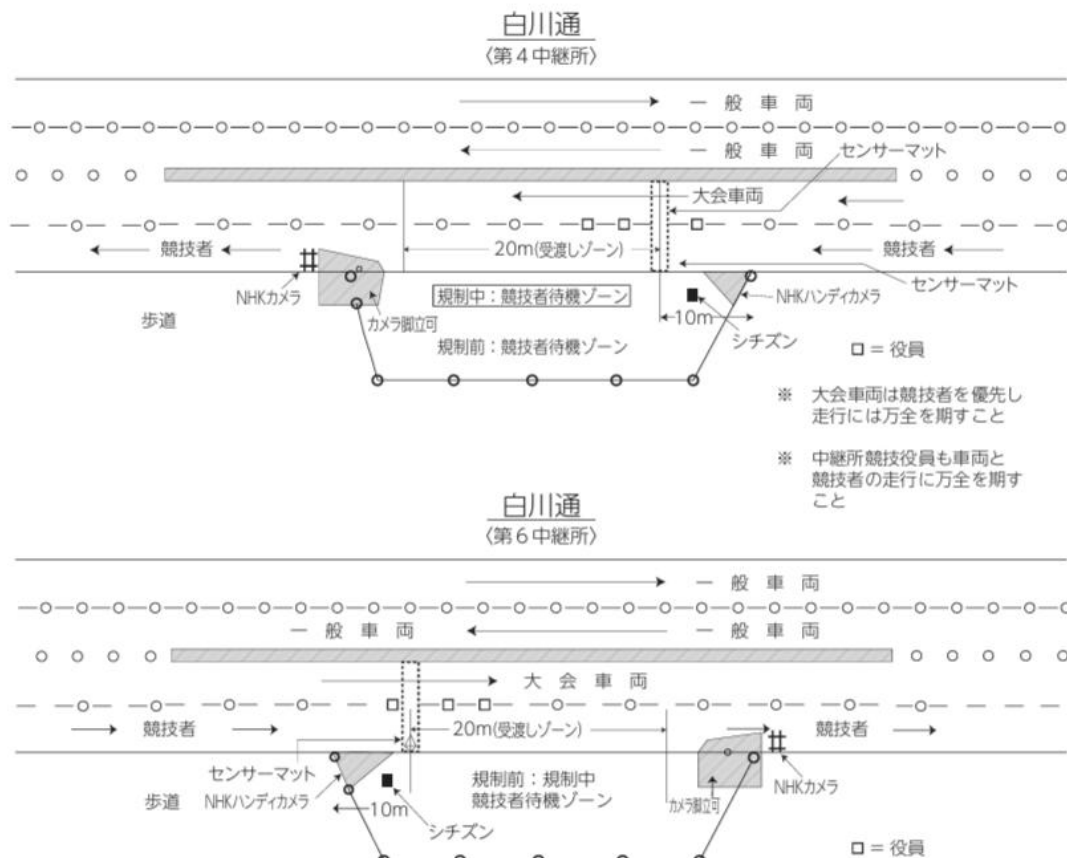 白川通
〈第4中継所〉
一般車両
一般車両
センサーマット
大会車両
競技者
20m(受渡しゾーン)
競技者
センサーマット
NHKカメラ
カメラ脚立可
規制中：競技者待機ゾーン
NHKハンディカメラ
10m
シチズン
歩道
規制前：競技者待機ゾーン
□＝役員
※ 大会車両は競技者を優先し
走行には万全を期すこと
※ 中継所競技役員も車両と
競技者の走行に万全を期す
こと
白川通
〈第6中継所〉
一般車両
一般車両
一般車両
大会車両
競技者
20m(受渡しゾーン)
競技者
センサーマット
規制前：規制中
競技者待機ゾーン
NHKハンディカメラ
カメラ脚立可
NHKカメラ
歩道
10m
シチズン
□＝役員